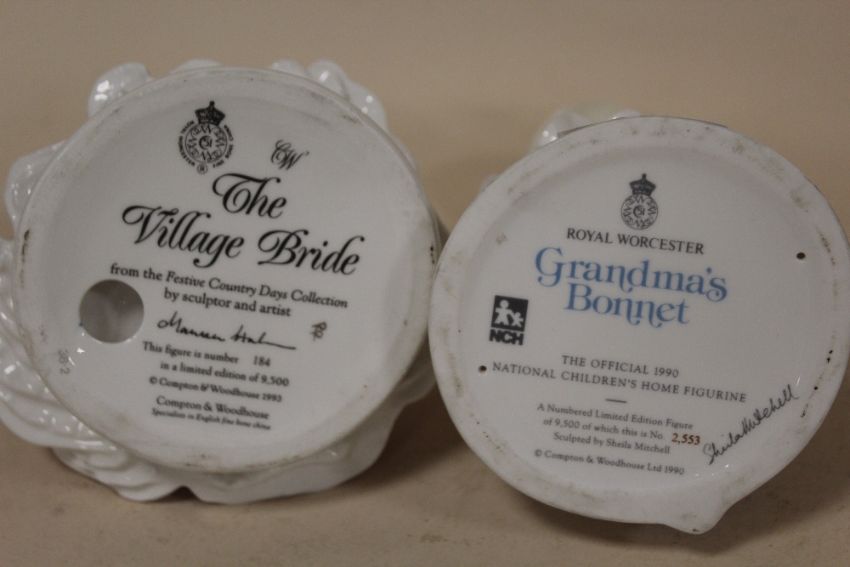 CW
The
Village Bride
from the Festive Country Days Collection
by sculptor and artist
This figure is number 184
in a limited edition of 9,500
© Compton & Woodhouse 1993
Compton & Woodhouse
Specialists in English fine bone china
ROYAL WORCESTER
Grandma's
Bonnet
NCH
THE OFFICIAL 1990
NATIONAL CHILDREN'S HOME FIGURINE
A Numbered Limited Edition Figure
of 9,500 of which this is No. 2,553
Sculpted by Sheila Mitchell
Sheila Mitchell
© Compton & Woodhouse Ltd 1990